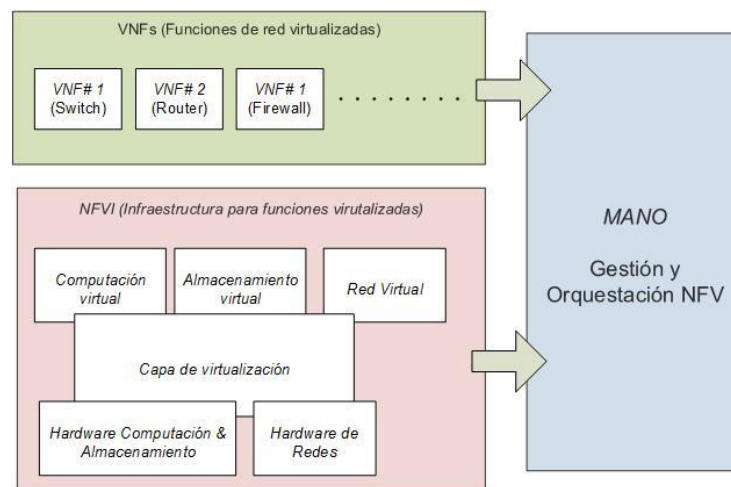 VNFs (Funciones de red virtualizadas)
VNF# 1
(Switch)
VNF# 2
(Router)
VNF# 1
(Firewall)
. . . . . . . .
NFVI (Infraestructura para funciones virutalizadas)
Computación
virtual
Almacenamiento
virtual
Red Virtual
Capa de virtualización
Hardware Computación &
Almacenamiento
Hardware de
Redes
MANO
Gestión y
Orquestación NFV